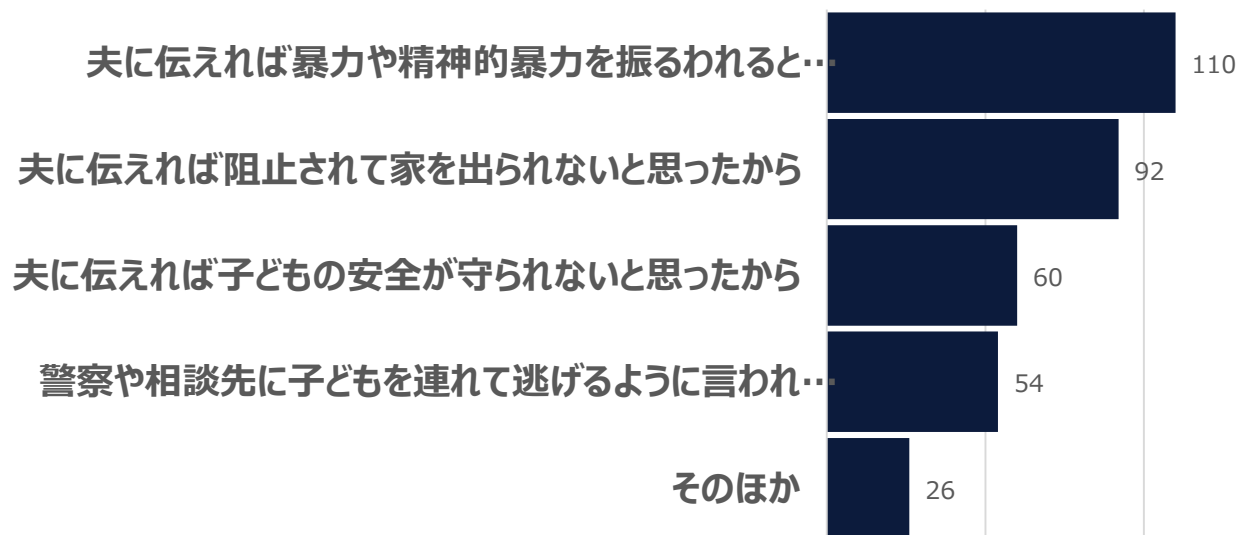 夫に伝えれば暴力や精神的暴力を振るわれると… 110
夫に伝えれば阻止されて家を出られないと思ったから 92
夫に伝えれば子どもの安全が守られないと思ったから 60
警察や相談先に子どもを連れて逃げるように言われ… 54
そのほか 26